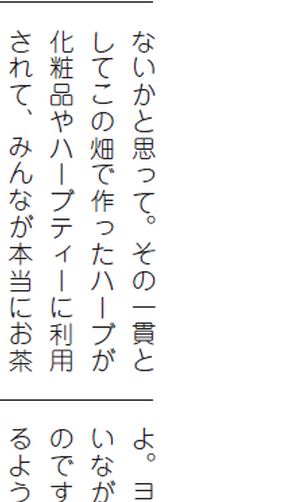 ないかと思って。その一貫と
してこの畑で作ったハーブが
化粧品やハーブティーに利用
されて、みんなが本当にお茶
よ。ヨ
いなが
のです
るよう